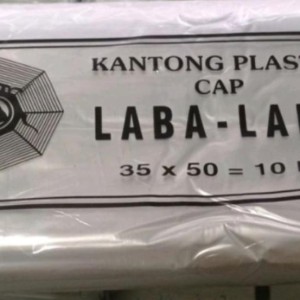 KANTONG PLAST
CAP
LABA-LA
35 x 50 = 10